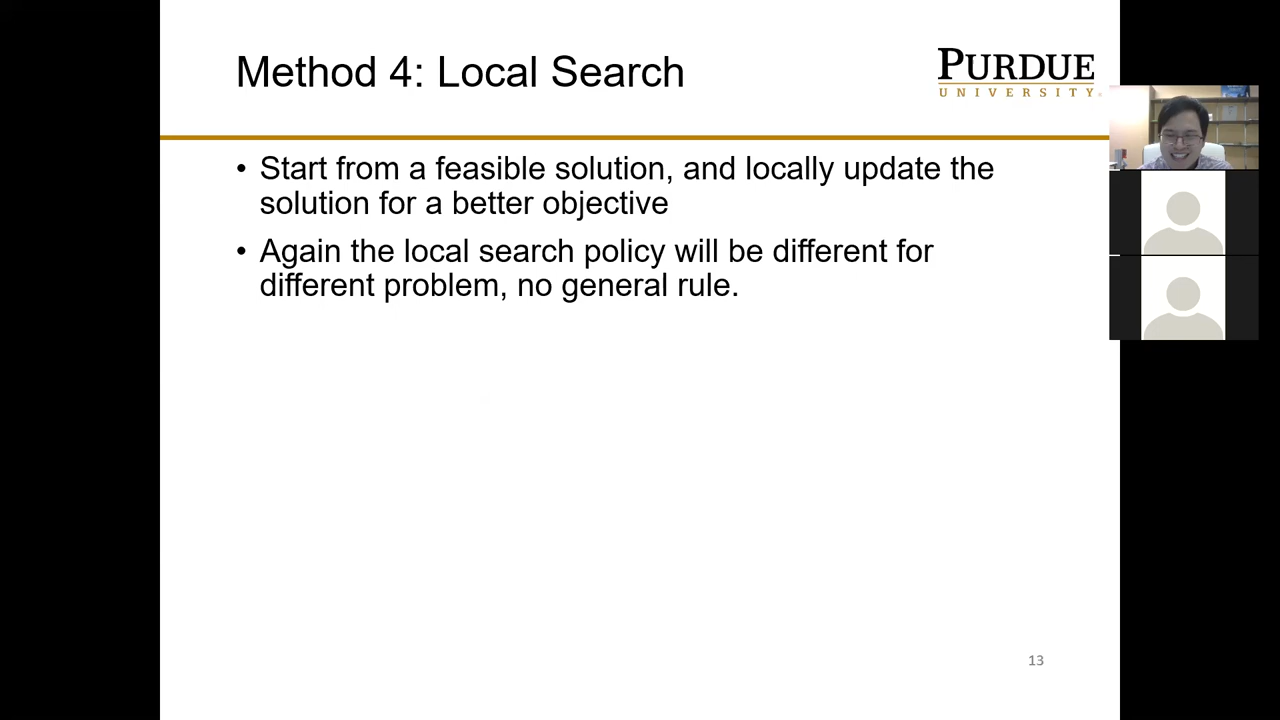 Method 4: Local Search
PURDUE
UNIVERSITY
• Start from a feasible solution, and locally update the
solution for a better objective
• Again the local search policy will be different for
different problem, no general rule.
13